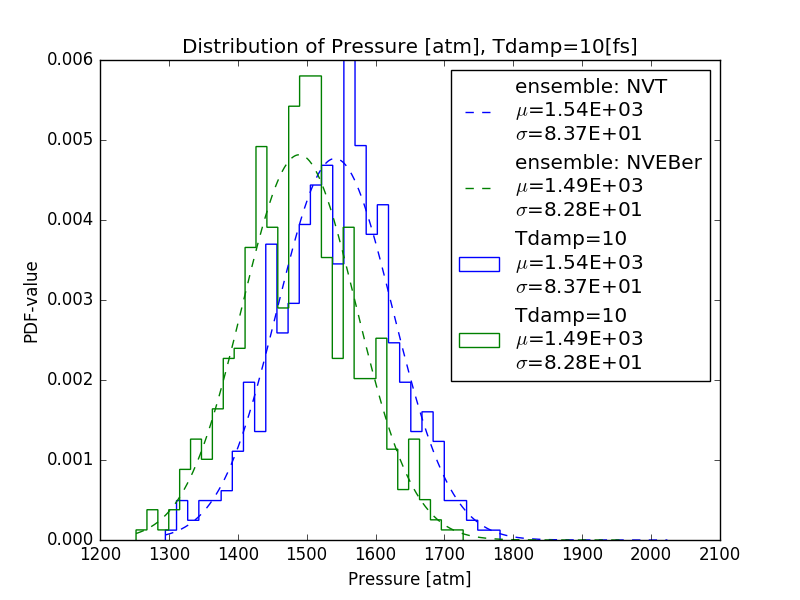 Distribution of Pressure [atm], Tdamp=10[fs]
0.006
0.005
0.004
0.003
0.002
0.001
0.000
PDF-value
ensemble: NVT
μ=1.54E+03
σ=8.37E+01
ensemble: NVEBer
μ=1.49E+03
σ=8.28E+01
Tdamp=10
μ=1.54E+03
σ=8.37E+01
Tdamp=10
μ=1.49E+03
σ=8.28E+01
1200 1300 1400 1500 1600 1700 1800 1900 2000 2100
Pressure [atm]